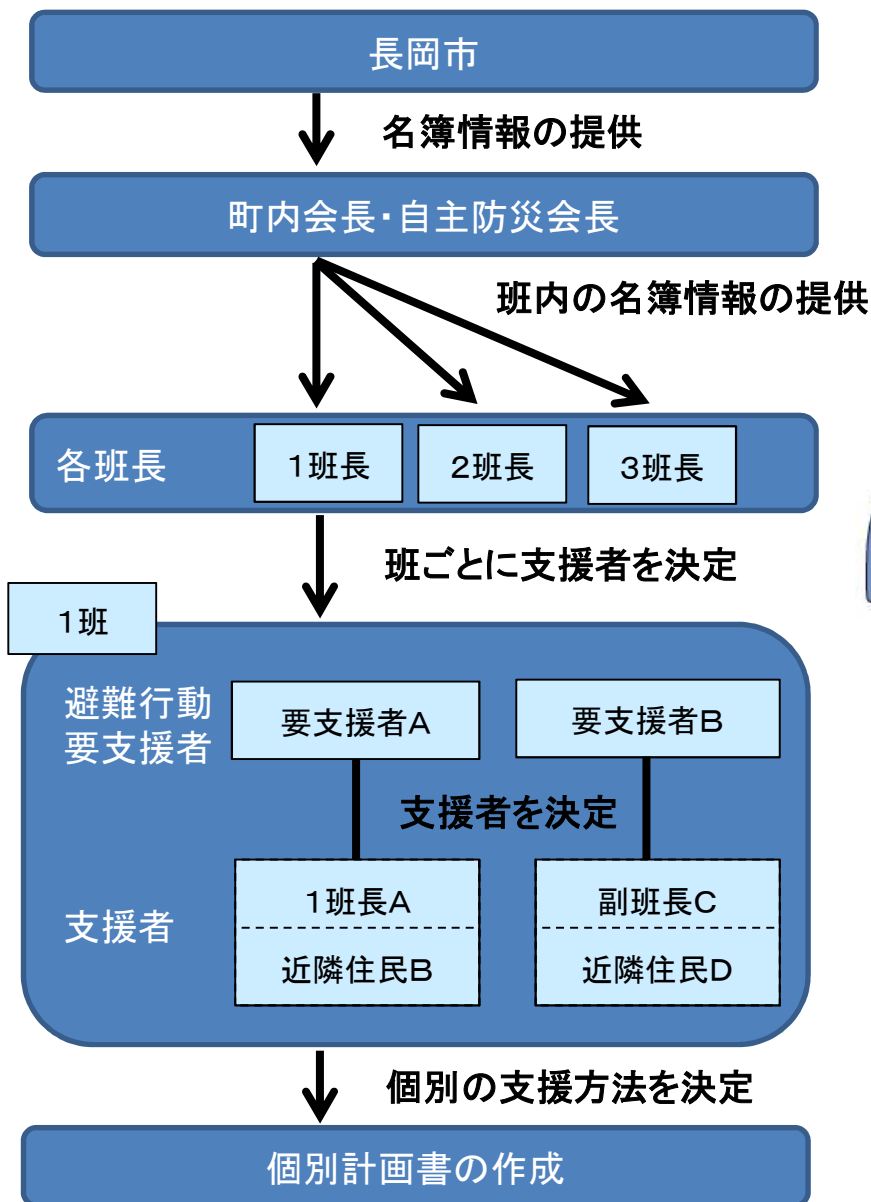 長岡市
名簿情報の提供
町内会長・自主防災会長
班内の名簿情報の提供
各班長
1班長
2班長
3班長
班ごとに支援者を決定
1班
避難行動
要支援者
要支援者A
要支援者B
支援者を決定
支援者
1班長A
近隣住民B
副班長C
近隣住民D
個別の支援方法を決定
個別計画書の作成